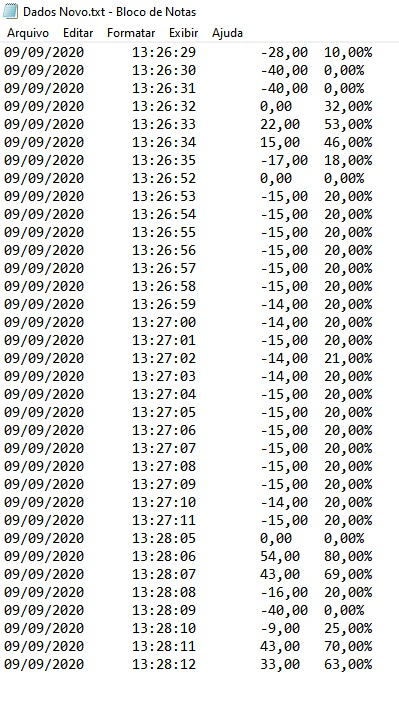 Dados Novo.txt - Bloco de Notas
Arquivo Editar Formatar Exibir Ajuda
09/09/2020 13:26:29 -28,00 10,00%
09/09/2020 13:26:30 -40,00 0,00%
09/09/2020 13:26:31 -40,00 0,00%
09/09/2020 13:26:32 0,00 32,00%
09/09/2020 13:26:33 22,00 53,00%
09/09/2020 13:26:34 15,00 46,00%
09/09/2020 13:26:35 -17,00 18,00%
09/09/2020 13:26:52 0,00 0,00%
09/09/2020 13:26:53 -15,00 20,00%
09/09/2020 13:26:54 -15,00 20,00%
09/09/2020 13:26:55 -15,00 20,00%
09/09/2020 13:26:56 -15,00 20,00%
09/09/2020 13:26:57 -15,00 20,00%
09/09/2020 13:26:58 -15,00 20,00%
09/09/2020 13:26:59 -14,00 20,00%
09/09/2020 13:27:00 -14,00 20,00%
09/09/2020 13:27:01 -15,00 20,00%
09/09/2020 13:27:02 -14,00 21,00%
09/09/2020 13:27:03 -14,00 20,00%
09/09/2020 13:27:04 -15,00 20,00%
09/09/2020 13:27:05 -15,00 20,00%
09/09/2020 13:27:06 -15,00 20,00%
09/09/2020 13:27:07 -15,00 20,00%
09/09/2020 13:27:08 -15,00 20,00%
09/09/2020 13:27:09 -15,00 20,00%
09/09/2020 13:27:10 -14,00 20,00%
09/09/2020 13:27:11 -15,00 20,00%
09/09/2020 13:28:05 0,00 0,00%
09/09/2020 13:28:06 54,00 80,00%
09/09/2020 13:28:07 43,00 69,00%
09/09/2020 13:28:08 -16,00 20,00%
09/09/2020 13:28:09 -40,00 0,00%
09/09/2020 13:28:10 -9,00 25,00%
09/09/2020 13:28:11 43,00 70,00%
09/09/2020 13:28:12 33,00 63,00%